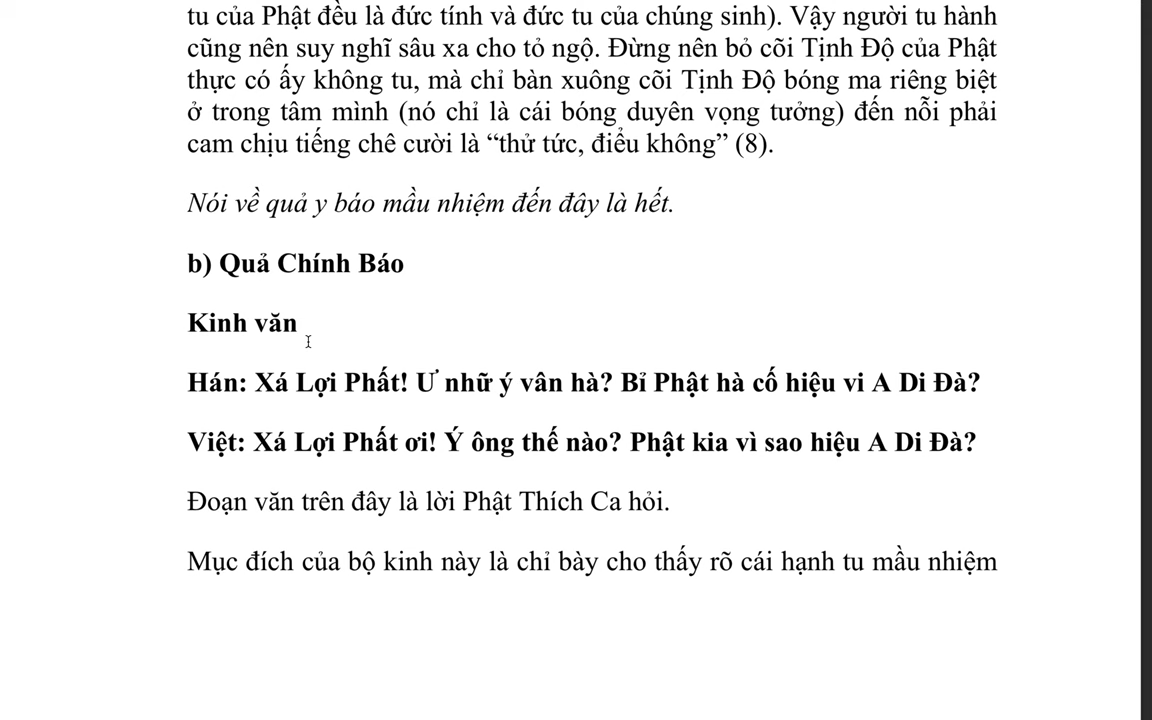 tu của Phật đều là đức tính và đức tu của chúng sinh). Vậy người tu hành
cũng nên suy nghĩ sâu xa cho tỏ ngộ. Đừng nên bỏ cõi Tịnh Độ của Phật
thực có ấy không tu, mà chỉ bàn xuông cõi Tịnh Độ bóng ma riêng biệt
ở trong tâm mình (nó chỉ là cái bóng duyên vọng tưởng) đến nỗi phải
cam chịu tiếng chê cười là “thử tức, điểu không” (8).
Nói về quả y báo mầu nhiệm đến đây là hết.
b) Quả Chính Báo
Kinh văn
Hán: Xá Lợi Phất! Ư nhữ ý vân hà? Bỉ Phật hà cố hiệu vi A Di Đà?
Việt: Xá Lợi Phất ơi! Ý ông thế nào? Phật kia vì sao hiệu A Di Đà?
Đoạn văn trên đây là lời Phật Thích Ca hỏi.
Mục đích của bộ kinh này là chỉ bày cho thấy rõ cái hạnh tu mầu nhiệm